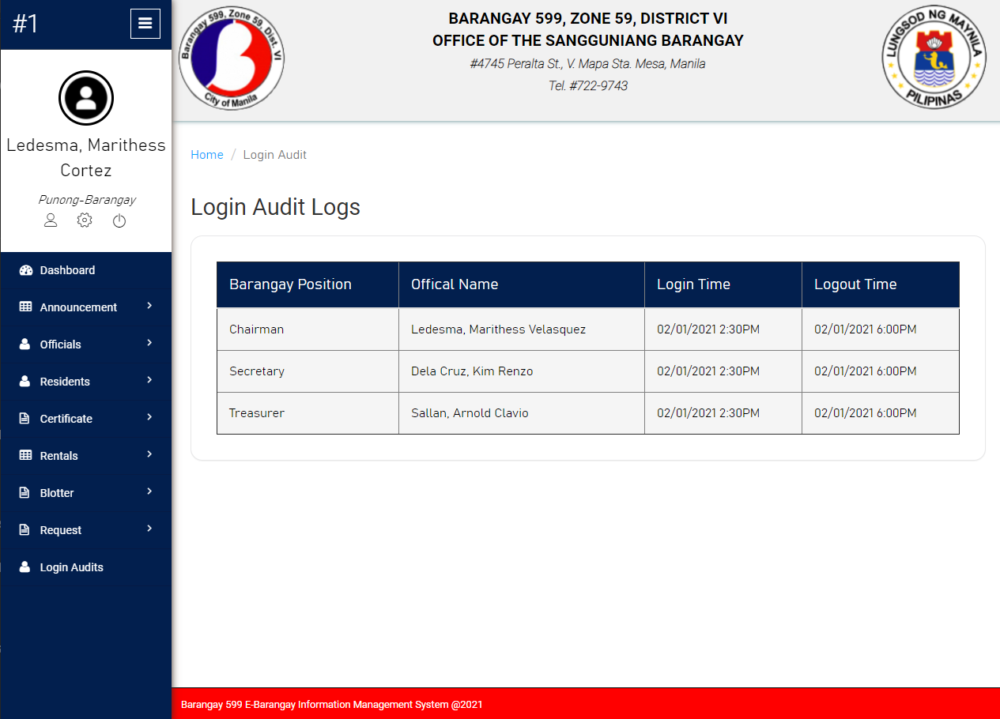 #1
Ledesma, Marithess
Cortez
Punong-Barangay
Dashboard
Announcement
Officials
Residents
Certificate
Rentals
Blotter
Request
Login Audits
Barangay 599, Zone 59, Dist. VI
City of Manila
BARANGAY 599, ZONE 59, DISTRICT VI
OFFICE OF THE SANGGUNIANG BARANGAY
#4745 Peralta St., V. Mapa Sta. Mesa, Manila
Tel. #722-9743
LUNGSOD NG MAYNILA
PILIPINAS
Home / Login Audit
Login Audit Logs
Barangay Position Offical Name Login Time Logout Time
Chairman Ledesma, Marithess Velasquez 02/01/2021 2:30PM 02/01/2021 6:00PM
Secretary Dela Cruz, Kim Renzo 02/01/2021 2:30PM 02/01/2021 6:00PM
Treasurer Sallan, Arnold Clavio 02/01/2021 2:30PM 02/01/2021 6:00PM
Barangay 599 E-Barangay Information Management System @2021